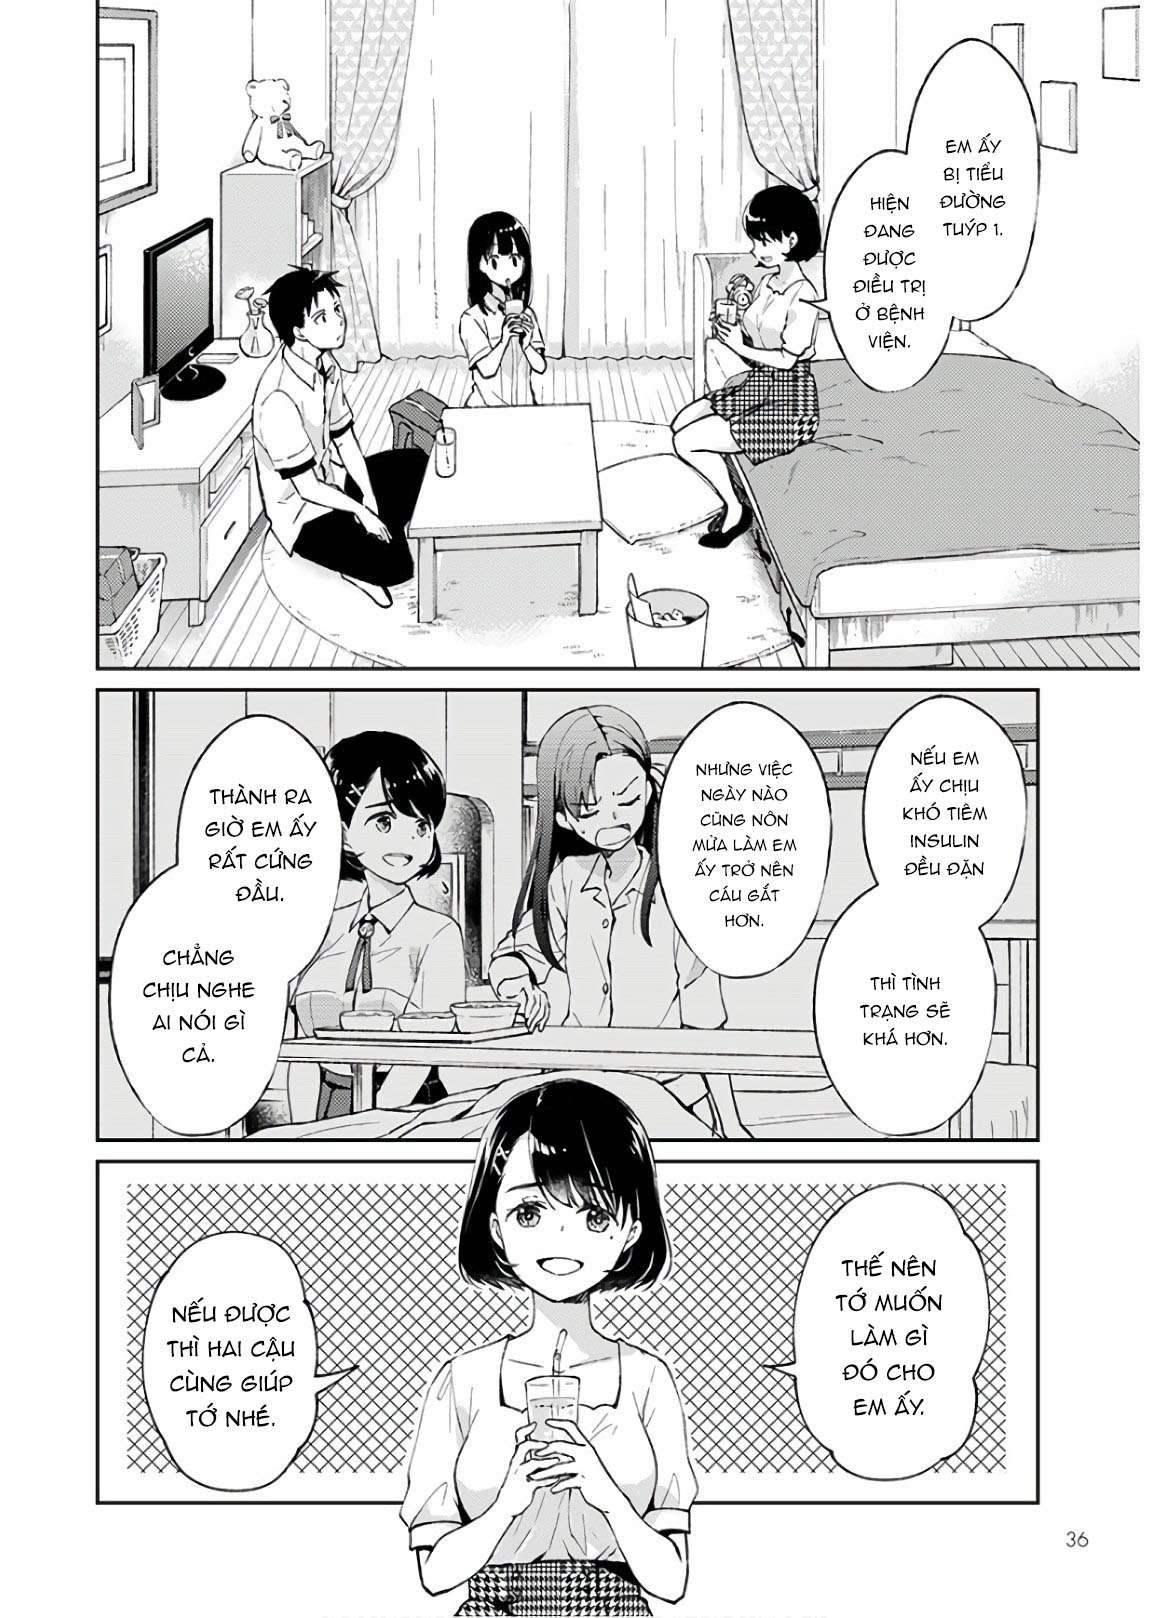 EM ẤY
BỊ TIỂU
ĐƯỜNG
TUÝP 1.
HIỆN
ĐANG
ĐƯỢC
ĐIỀU TRỊ
Ở BỆNH
VIỆN.
NẾU EM
ẤY CHỊU
KHÓ TIÊM
INSULIN
ĐỀU ĐẶN
THÌ TÌNH
TRẠNG SẼ
KHÁ HƠN.
NHƯNG VIỆC
NGÀY NÀO
CŨNG NÔN
MỬA LÀM EM
ẤY TRỞ NÊN
CÁU GẮT
HƠN.
THÀNH RA
GIỜ EM ẤY
RẤT CỨNG
ĐẦU.
CHẲNG
CHỊU NGHE
AI NÓI GÌ
CẢ.
THẾ NÊN
TỚ MUỐN
LÀM GÌ
ĐÓ CHO
EM ẤY.
NẾU ĐƯỢC
THÌ HAI CẬU
CÙNG GIÚP
TỚ NHÉ.
36